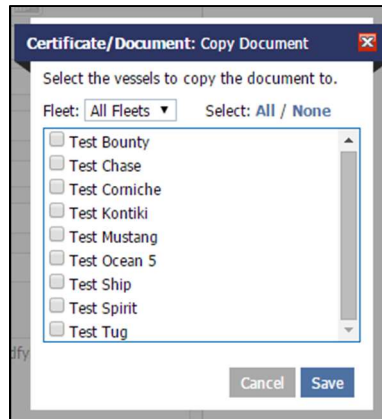 Certificate/Document: Copy Document
Select the vessels to copy the document to.
Fleet: All Fleets Select: All / None
Test Bounty
Test Chase
Test Corniche
Test Kontiki
Test Mustang
Test Ocean 5
Test Ship
Test Spirit
Test Tug
dfy
Cancel Save